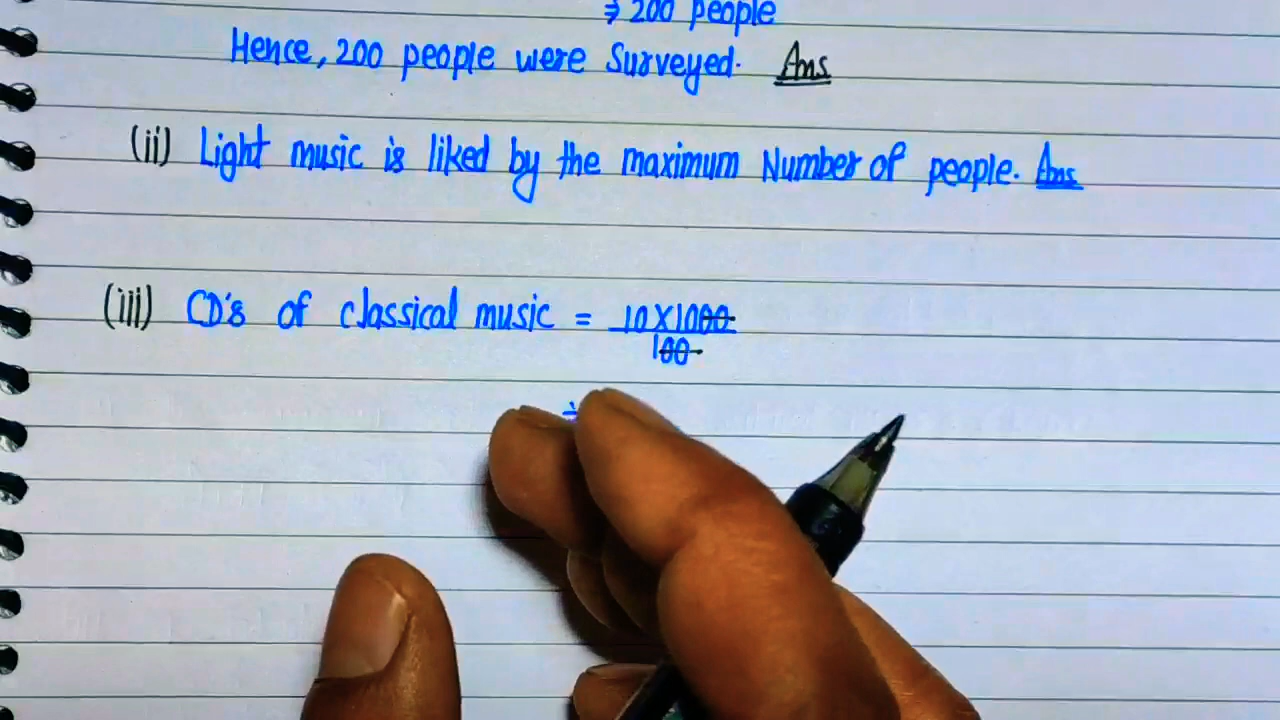 ⇒ 200 people
Hence, 200 people were Surveyed. Ans
(ii) Light music is liked by the maximum Number of people. Ans
(iii) CD's of classical music = 10 X 1000
100